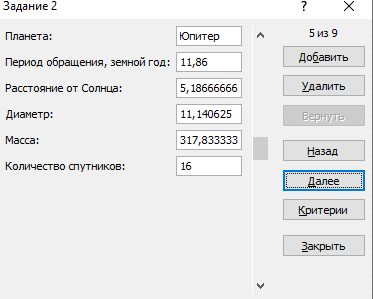 Задание 2 ? ×
Планета: Юпитер 5 из 9
Период обращения, земной год: 11,86 Добавить
Расстояние от Солнца: 5,18666666 Удалить
Диаметр: 11,140625 Вернуть
Масса: 317,833333 Назад
Количество спутников: 16 Далее
Критерии
Закрыть